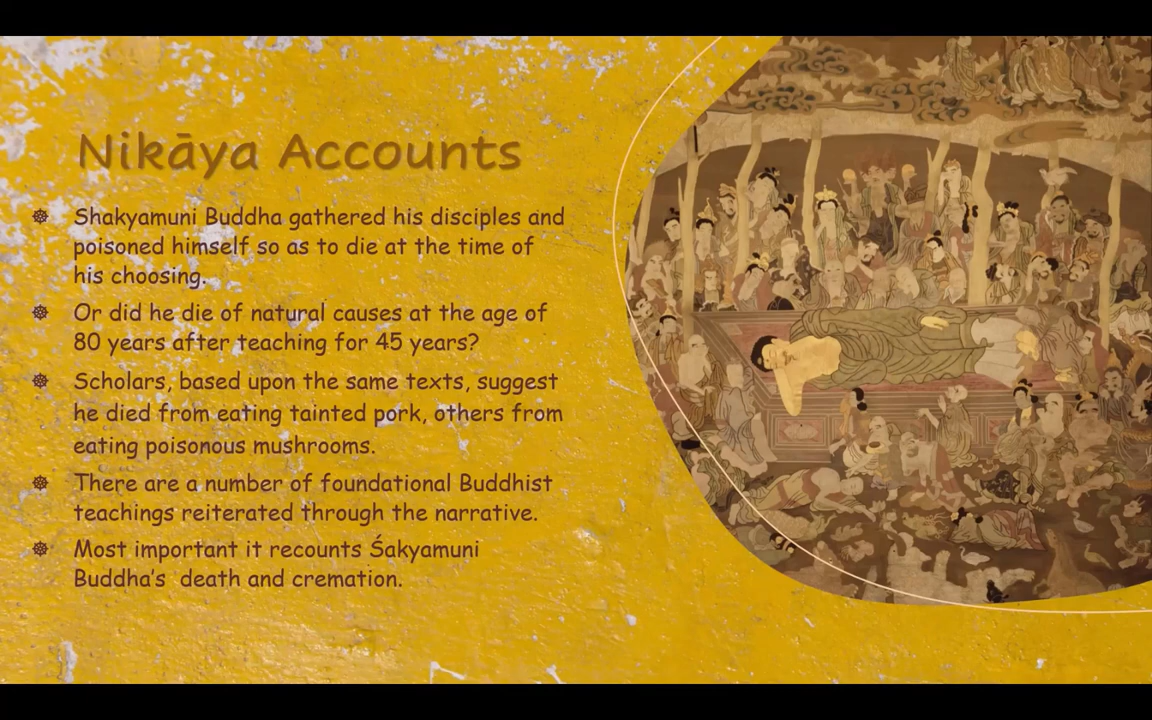 Nikāya Accounts
Shakyamuni Buddha gathered his disciples and
poisoned himself so as to die at the time of
his choosing.
Or did he die of natural causes at the age of
80 years after teaching for 45 years?
Scholars, based upon the same texts, suggest
he died from eating tainted pork, others from
eating poisonous mushrooms.
There are a number of foundational Buddhist
teachings reiterated through the narrative.
Most important it recounts Śakyamuni
Buddha’s  death and cremation.